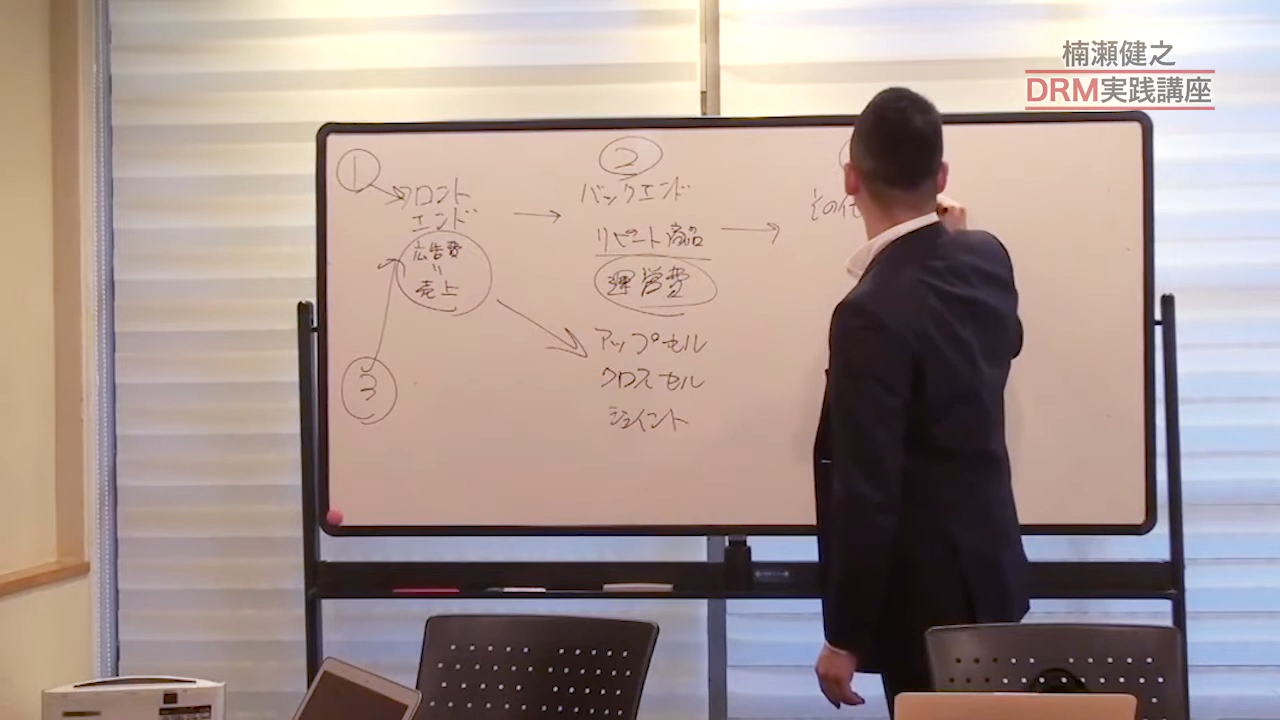 楠瀬健之
DRM実践講座
1
フロント
エンド
広告費
=
売上
3
2
バックエンド
リピート商品
運営費
アップセル
クロスセル
ジョイント
その代